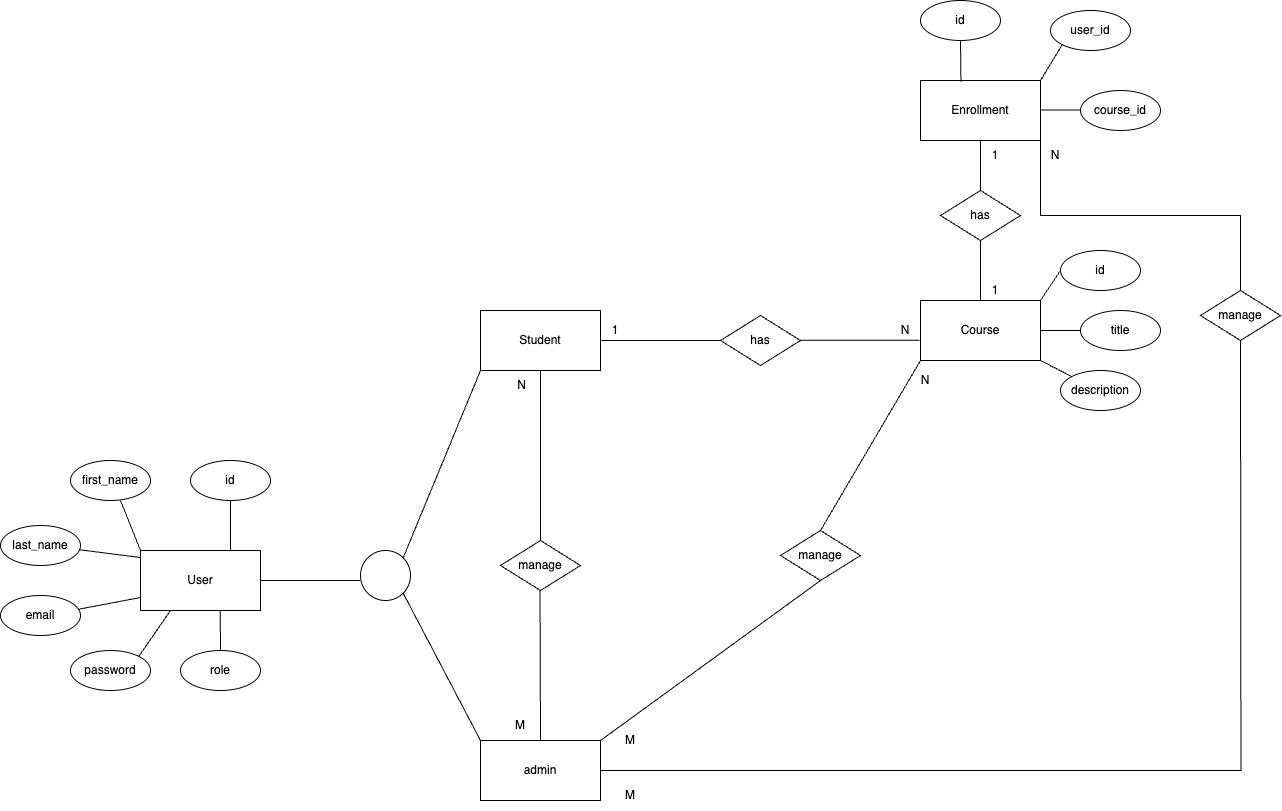 id
user_id
Enrollment
course_id
1
N
has
id
1
manage
Student
1
has
N
Course
title
N
N
description
first_name
id
last_name
manage
manage
User
email
password
role
M
M
admin
M